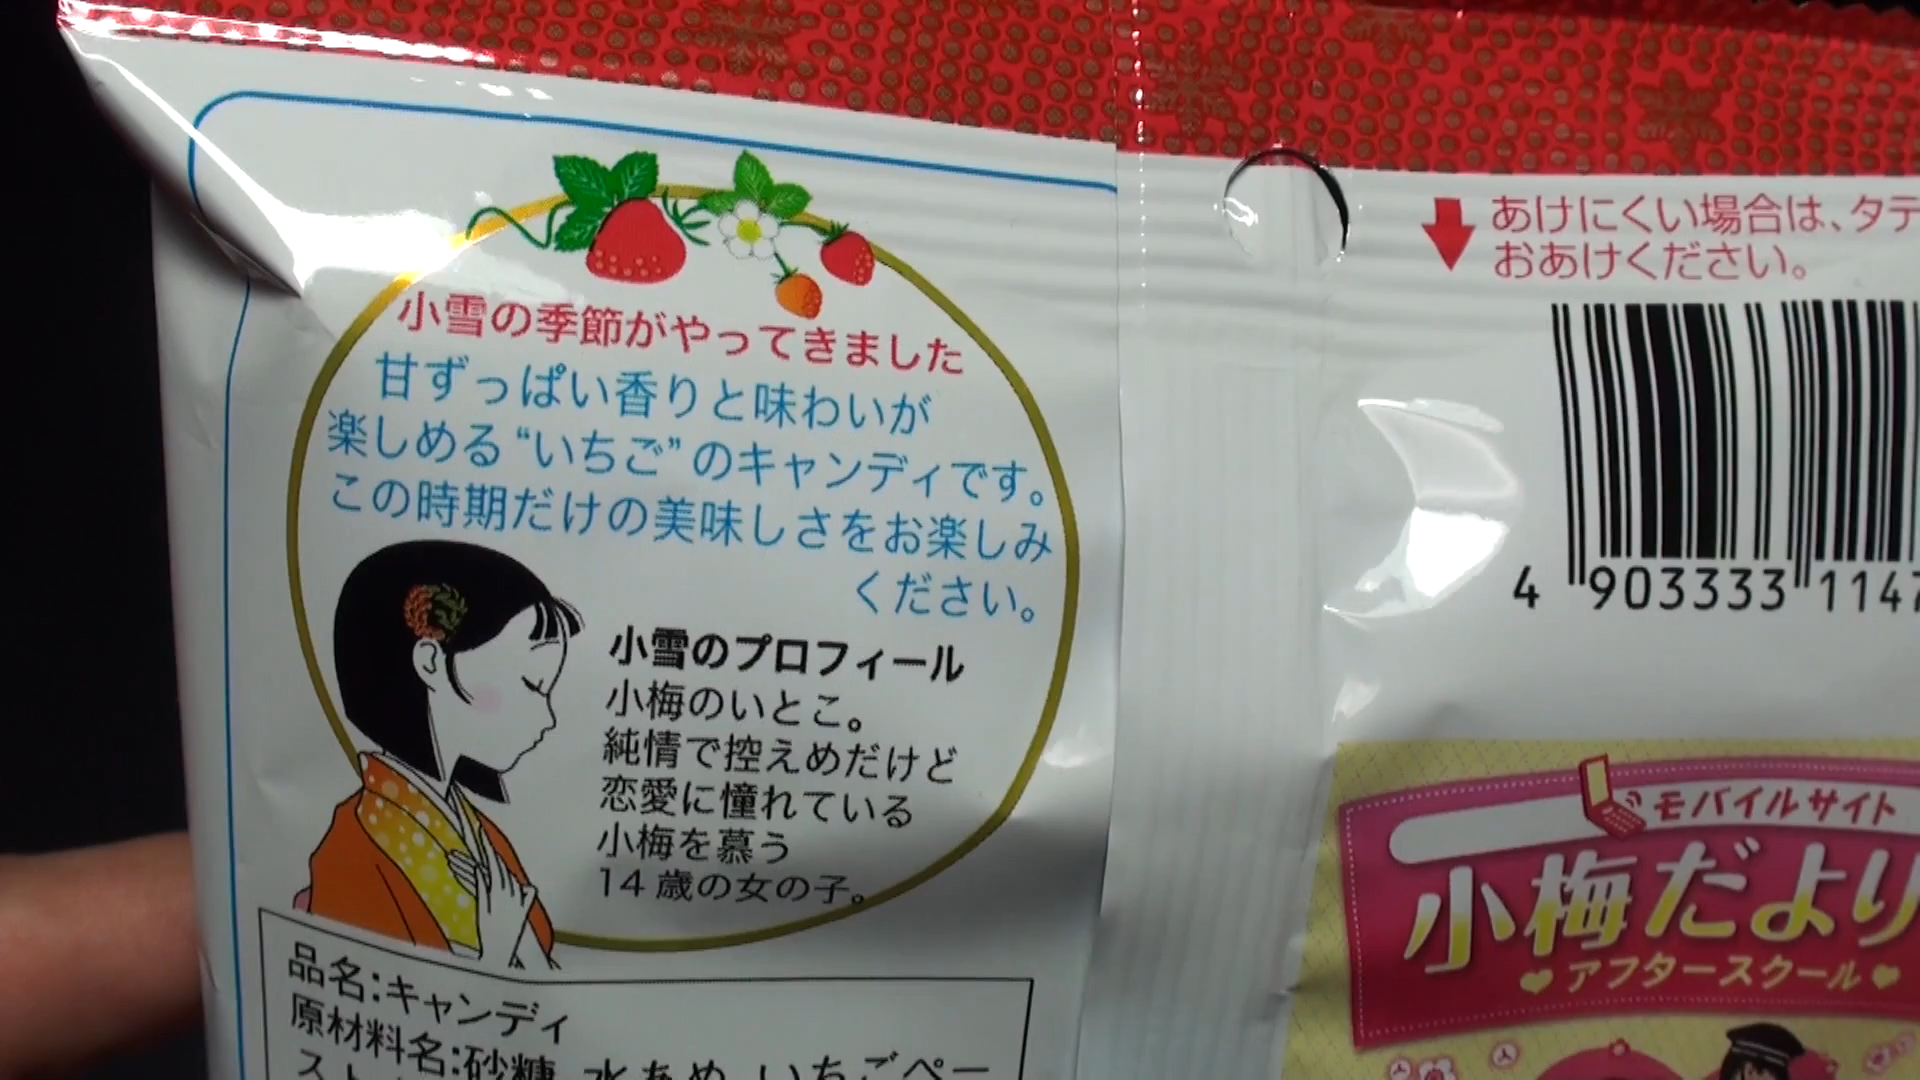 小雪の季節がやってきました
甘ずっぱい香りと味わいが
楽しめる“いちご”のキャンディです。
この時期だけの美味しさをお楽しみ
ください。
小雪のプロフィール
小梅のいとこ。
純情で控えめだけど
恋愛に憧れている
小梅を慕う
14歳の女の子。
品名:キャンディ
原材料名:砂糖、水あめ、いちごペー
あけにくい場合は、タテ
おあけください。
4 903333 114
モバイルサイト
小梅だより
アフタースクール